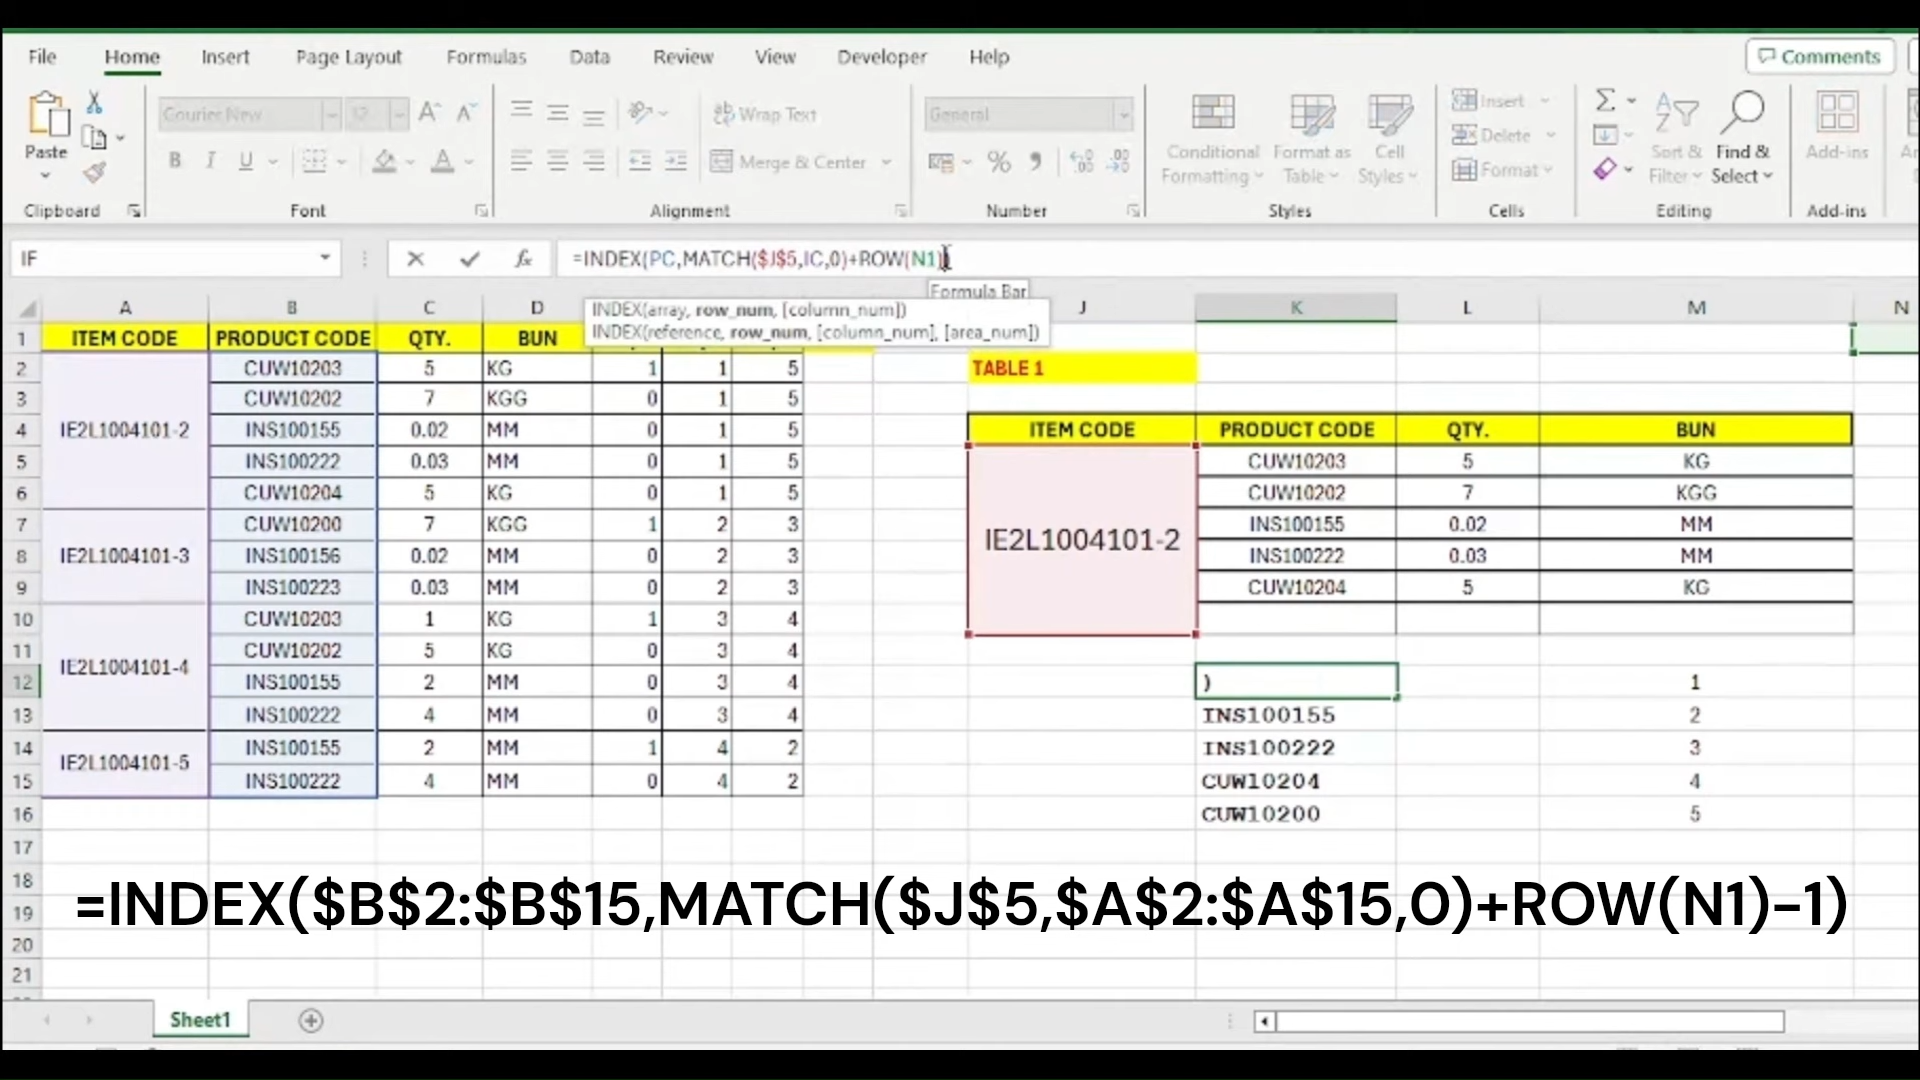 File Home Insert Page Layout Formulas Data Review View Developer Help Comments
Courier New 12 Wrap Text General Insert
Paste Conditional Format as Cell Delete Sort & Find & Add-ins
B I U Merge & Center Formatting Table Styles Format Filter Select
Clipboard Font Alignment Number Styles Cells Editing Add-ins
IF =INDEX(PC,MATCH($J$5,IC,0)+ROW(N1))
Formula Bar
INDEX(array, row_num, [column_num])
INDEX(reference, row_num, [column_num], [area_num])
A B C D J K L M N
1 ITEM CODE PRODUCT CODE QTY. BUN
2 CUW10203 5 KG 1 1 5 TABLE 1
3 CUW10202 7 KGG 0 1 5
4 IE2L1004101-2 INS100155 0.02 MM 0 1 5 ITEM CODE PRODUCT CODE QTY. BUN
5 INS100222 0.03 MM 0 1 5 CUW10203 5 KG
6 CUW10204 5 KG 0 1 5 CUW10202 7 KGG
7 CUW10200 7 KGG 1 2 3 INS100155 0.02 MM
IE2L1004101-2
8 IE2L1004101-3 INS100156 0.02 MM 0 2 3 INS100222 0.03 MM
9 INS100223 0.03 MM 0 2 3 CUW10204 5 KG
10 CUW10203 1 KG 1 3 4
11 CUW10202 5 KG 0 3 4
IE2L1004101-4
12 INS100155 2 MM 0 3 4 ) 1
13 INS100222 4 MM 0 3 4 INS100155 2
14 INS100155 2 MM 1 4 2 INS100222 3
IE2L1004101-5
15 INS100222 4 MM 0 4 2 CUW10204 4
16 CUW10200 5
17
18
=INDEX($B$2:$B$15,MATCH($J$5,$A$2:$A$15,0)+ROW(N1)-1)
19
20
21
Sheet1